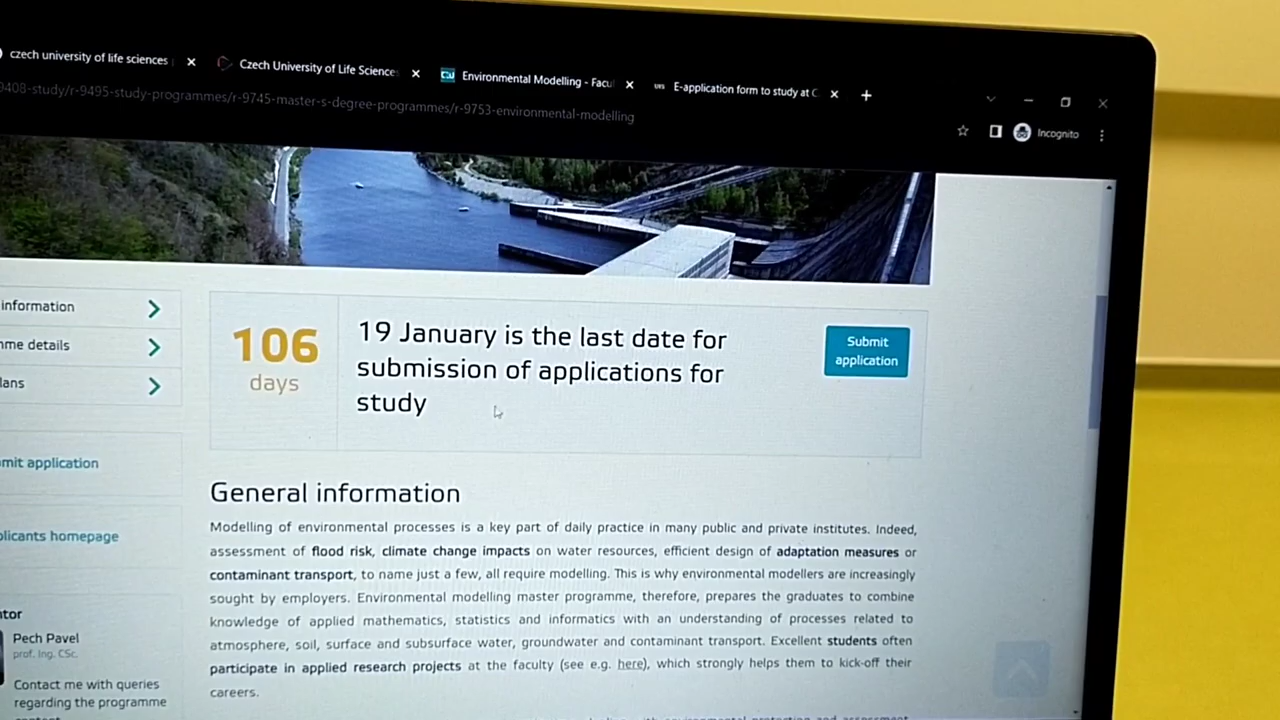 czech university of life sciences
Czech University of Life Sciences
CZU
Environmental Modelling - Facu
E-application form to study at C
9408-study/r-9495-study-programmes/r-9745-master-s-degree-programmes/r-9753-environmental-modelling
Incognito
information
me details
lans
mit application
plicants homepage
tor
Pech Pavel
prof. Ing. CSc.
Contact me with queries
regarding the programme
106
days
19 January is the last date for
submission of applications for
study
Submit
application
General information
Modelling of environmental processes is a key part of daily practice in many public and private institutes. Indeed,
assessment of flood risk, climate change impacts on water resources, efficient design of adaptation measures or
contaminant transport, to name just a few, all require modelling. This is why environmental modellers are increasingly
sought by employers. Environmental modelling master programme, therefore, prepares the graduates to combine
knowledge of applied mathematics, statistics and informatics with an understanding of processes related to
atmosphere, soil, surface and subsurface water, groundwater and contaminant transport. Excellent students often
participate in applied research projects at the faculty (see e.g. here), which strongly helps them to kick-off their
careers.